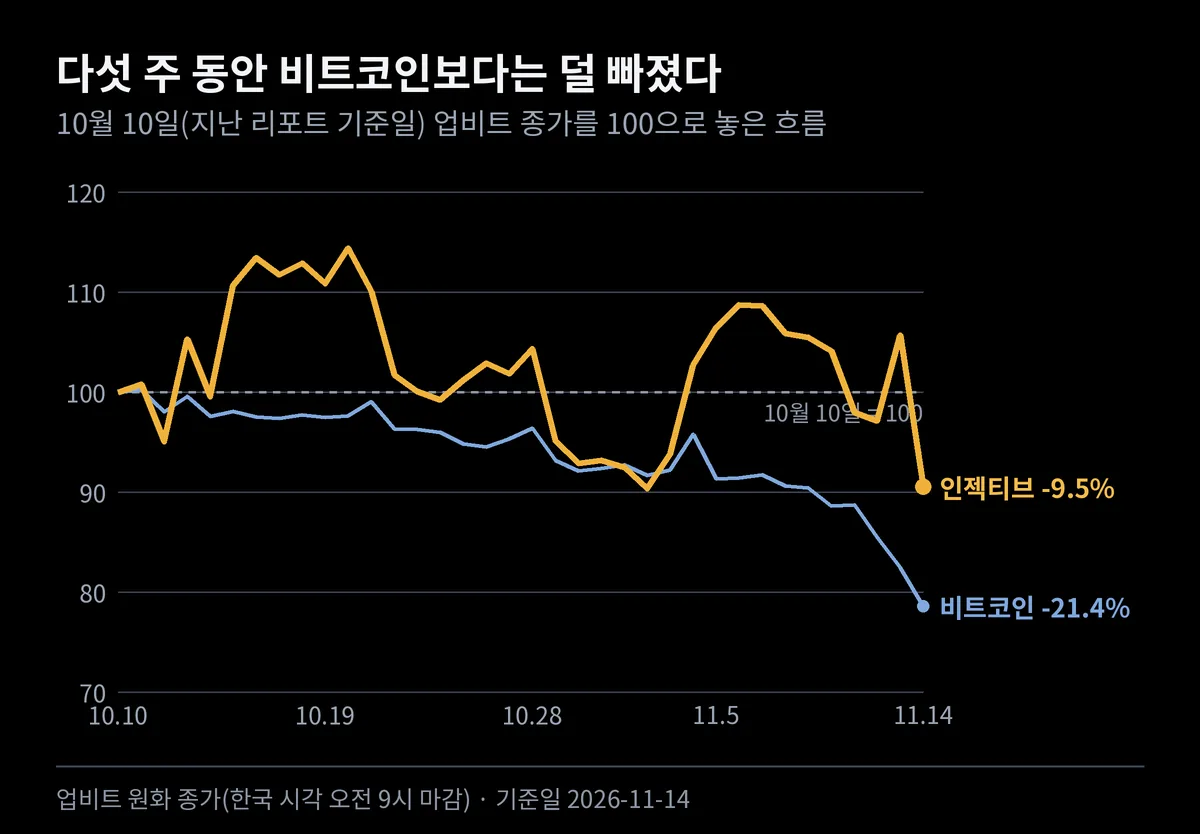 다섯 주 동안 비트코인보다는 덜 빠졌다
10월 10일(지난 리포트 기준일) 업비트 종가를 100으로 놓은 흐름
120
110
100
10월 10일 = 100
90
인젝티브 -9.5%
80
비트코인 -21.4%
70
10.10 10.19 10.28 11.5 11.14
업비트 원화 종가(한국 시각 오전 9시 마감) · 기준일 2026-11-14